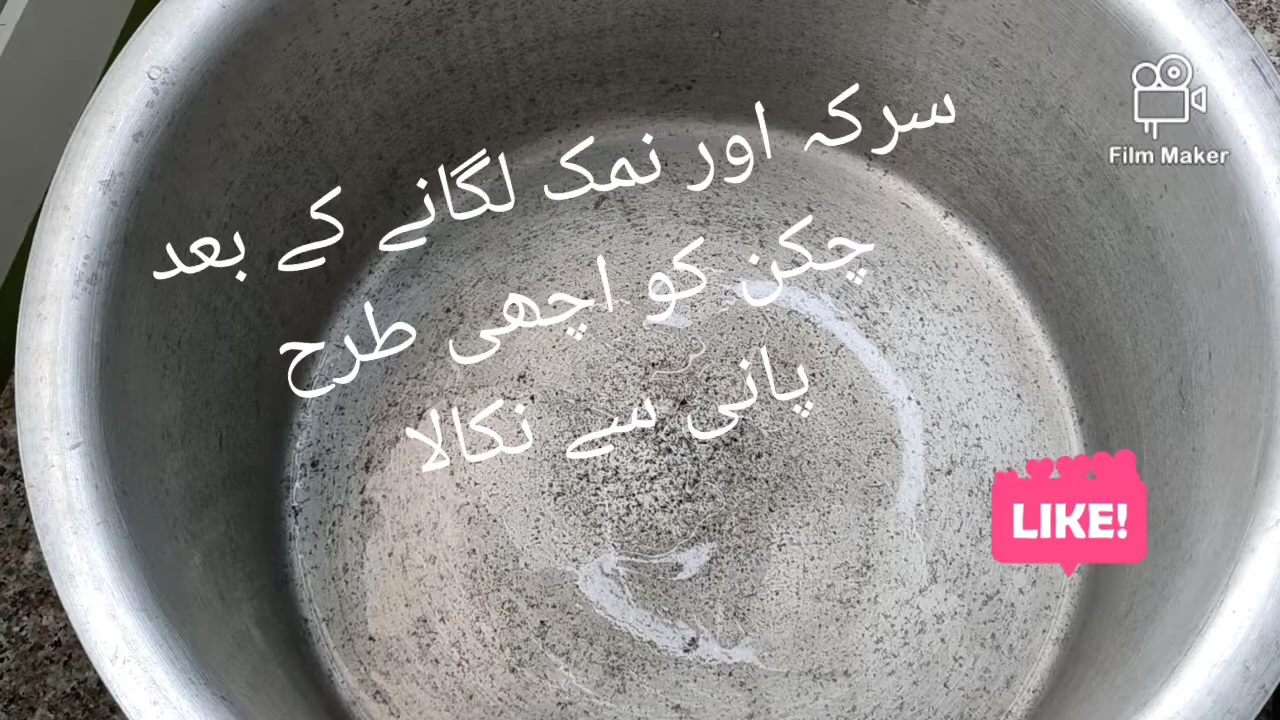 سرکہ اور نمک لگانے کے بعد
چکن کو اچھی طرح
پانی سے نکالا
Film Maker
LIKE!